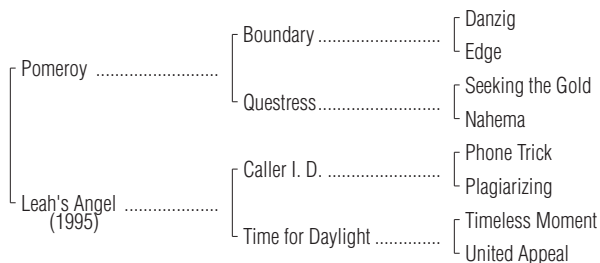 Danzig
Boundary ..........................
Edge
Pomeroy ..........................
Seeking the Gold
Questress..........................
Nahema
Phone Trick
Caller I. D. ........................
Plagiarizing
Leah's Angel ....................
(1995)
Timeless Moment
Time for Daylight ..............
United Appeal